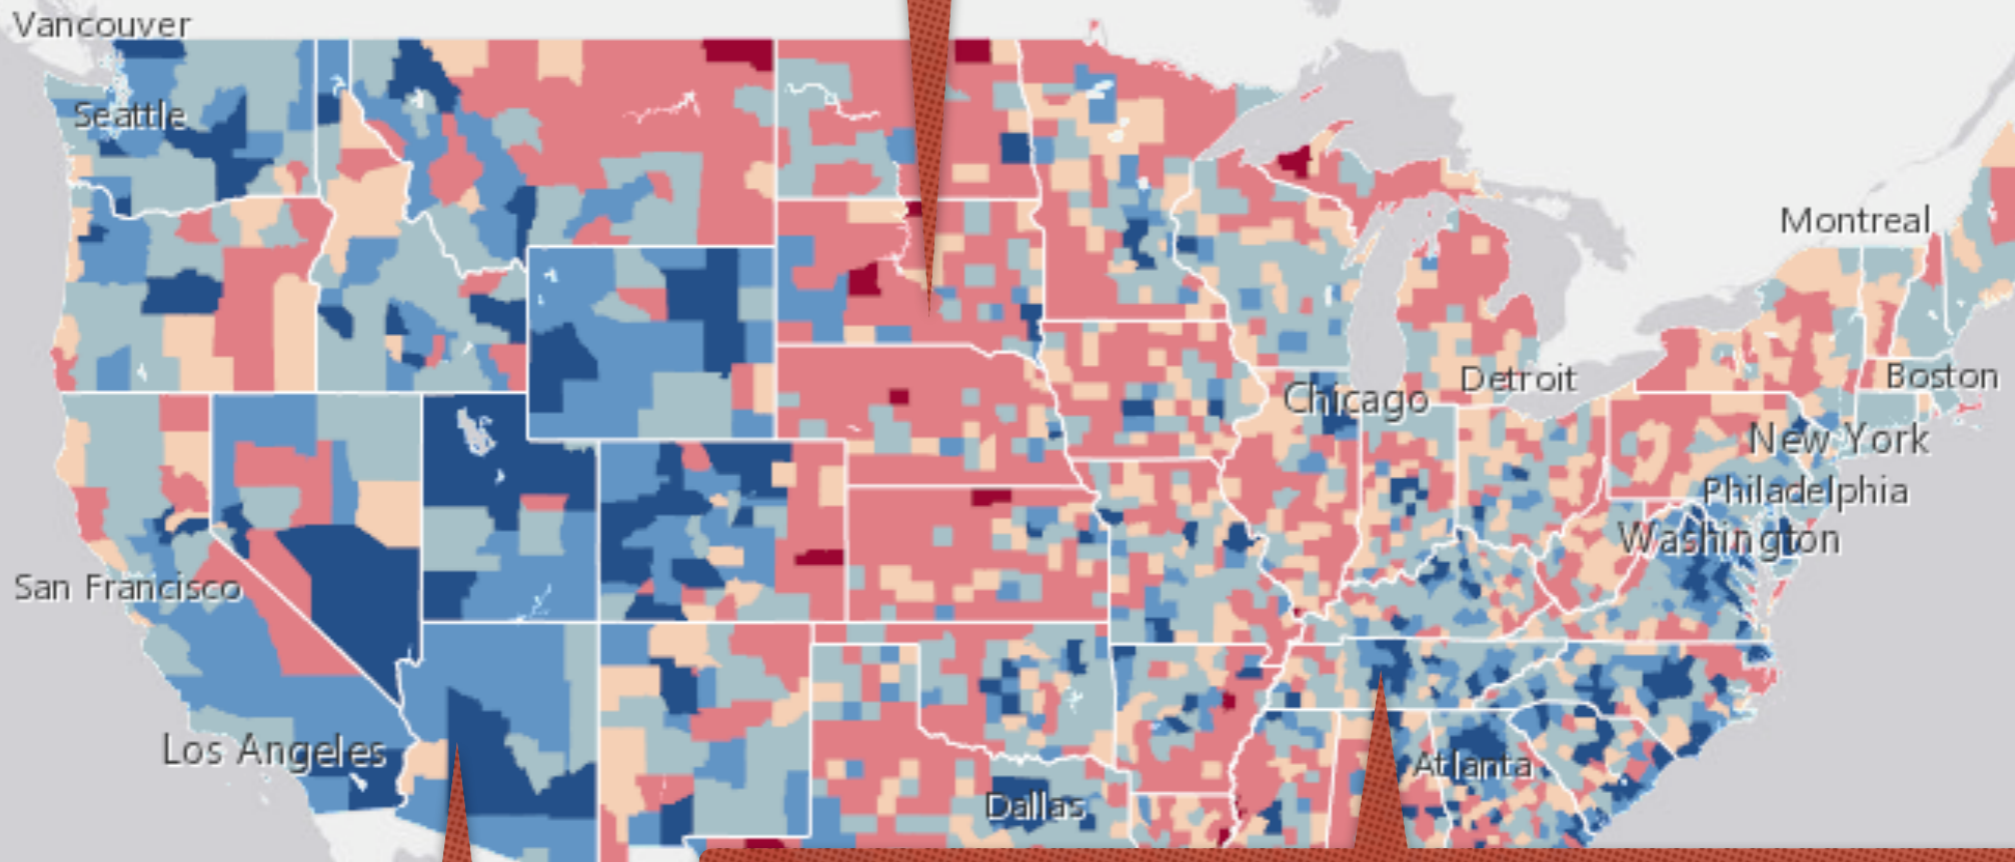 Vancouver
Seattle
Montreal
Boston
Detroit
Chicago
New York
Philadelphia
Washington
San Francisco
Los Angeles
Atlanta
Dallas